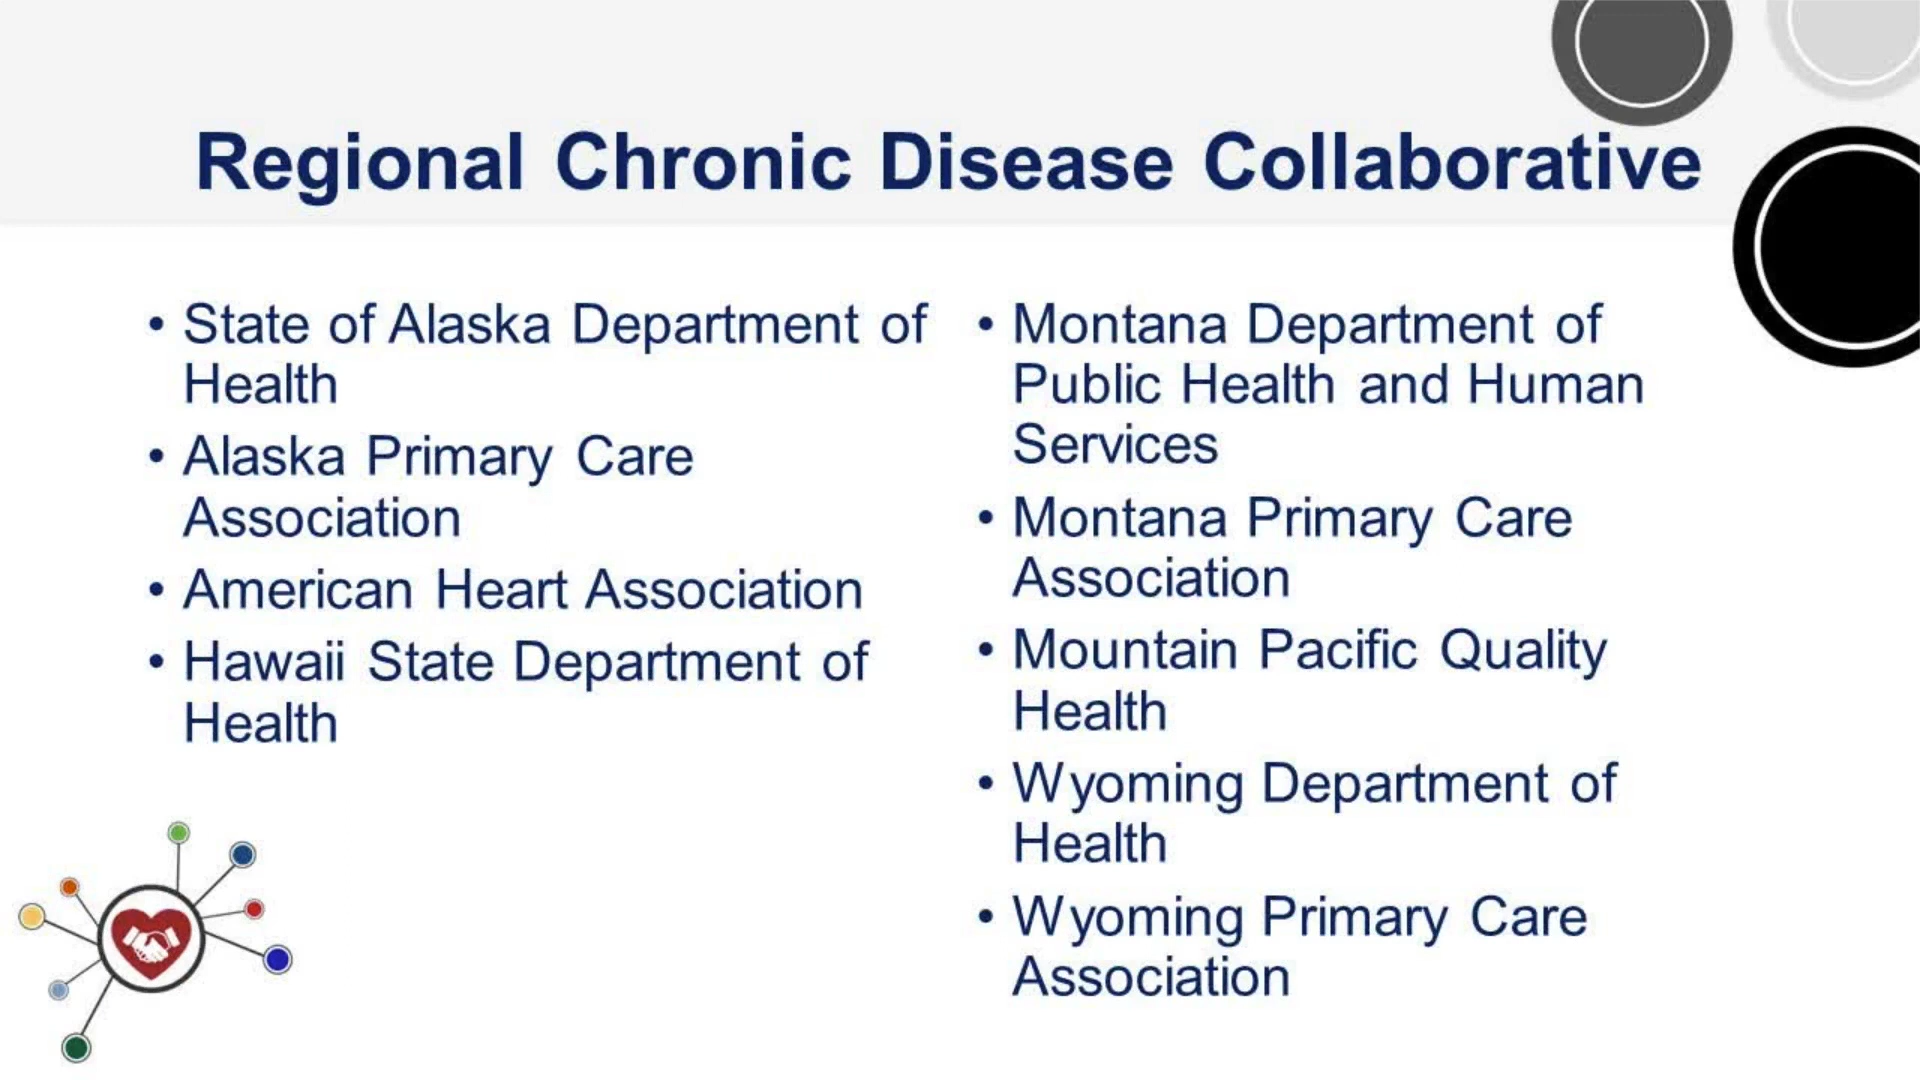 Regional Chronic Disease Collaborative
• State of Alaska Department of
Health
• Alaska Primary Care
Association
• American Heart Association
• Hawaii State Department of
Health
• Montana Department of
Public Health and Human
Services
• Montana Primary Care
Association
• Mountain Pacific Quality
Health
• Wyoming Department of
Health
• Wyoming Primary Care
Association